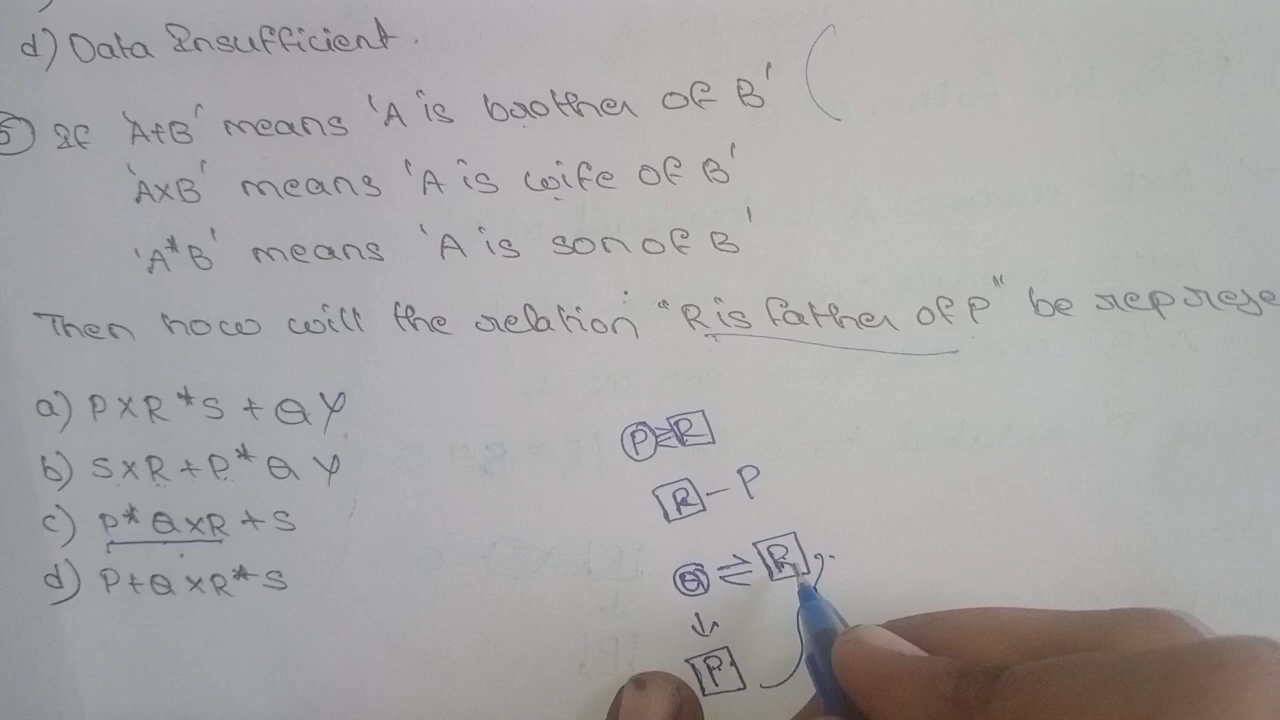 d) Data Insufficient.
5) If 'A+B' means 'A is brother of B'
'A×B' means 'A is wife of B'
'A*B' means 'A is son of B'
Then how will the relation "R is father of P" be represe
a) P×R*S+Q
b) S×R+P*Q
c) P*Q×R+S
d) P+Q×R*S
P R
R - P
Q ⇌ R
↓
P